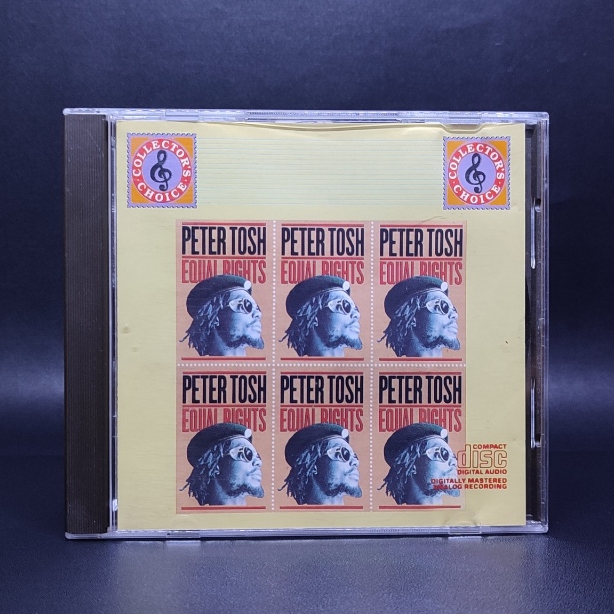 COLLECTOR'S
CHOICE
COLLECTOR'S
CHOICE
PETER TOSH
EQUAL RIGHTS
PETER TOSH
EQUAL RIGHTS
PETER TOSH
EQUAL RIGHTS
PETER TOSH
EQUAL RIGHTS
PETER TOSH
EQUAL RIGHTS
PETER TOSH
EQUAL RIGHTS
COMPACT
disc
DIGITAL AUDIO
DIGITALLY MASTERED
ANALOG RECORDING